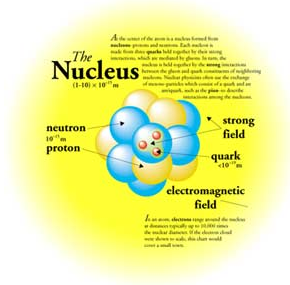 At the center of the atom is a nucleus formed from
nucleons–protons and neutrons. Each nucleon is
made from three quarks held together by their strong
interactions, which are mediated by gluons. In turn, the
nucleus is held together by the strong interactions
between the gluon and quark constituents of neighboring
nucleons. Nuclear physicists often use the exchange
of mesons–particles which consist of a quark and an
antiquark, such as the pion–to describe
interactions among the nucleons.
The
Nucleus
(1-10) × 10⁻¹⁵ m
neutron
10⁻¹⁵ m
proton
strong
field
quark
<10⁻¹⁹ m
electromagnetic
field
In an atom, electrons range around the nucleus
at distances typically up to 10,000 times
the nuclear diameter. If the electron cloud
were shown to scale, this chart would
cover a small town.